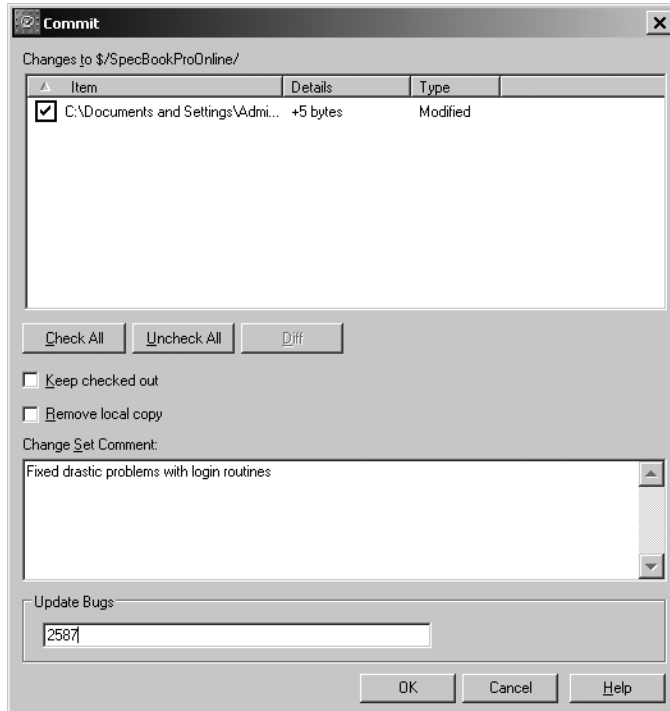 Commit
Changes to $/SpecBookProOnline/
Item Details Type
C:\Documents and Settings\Admi... +5 bytes Modified
Check All Uncheck All Diff
Keep checked out
Remove local copy
Change Set Comment:
Fixed drastic problems with login routines
Update Bugs
2587
OK Cancel Help